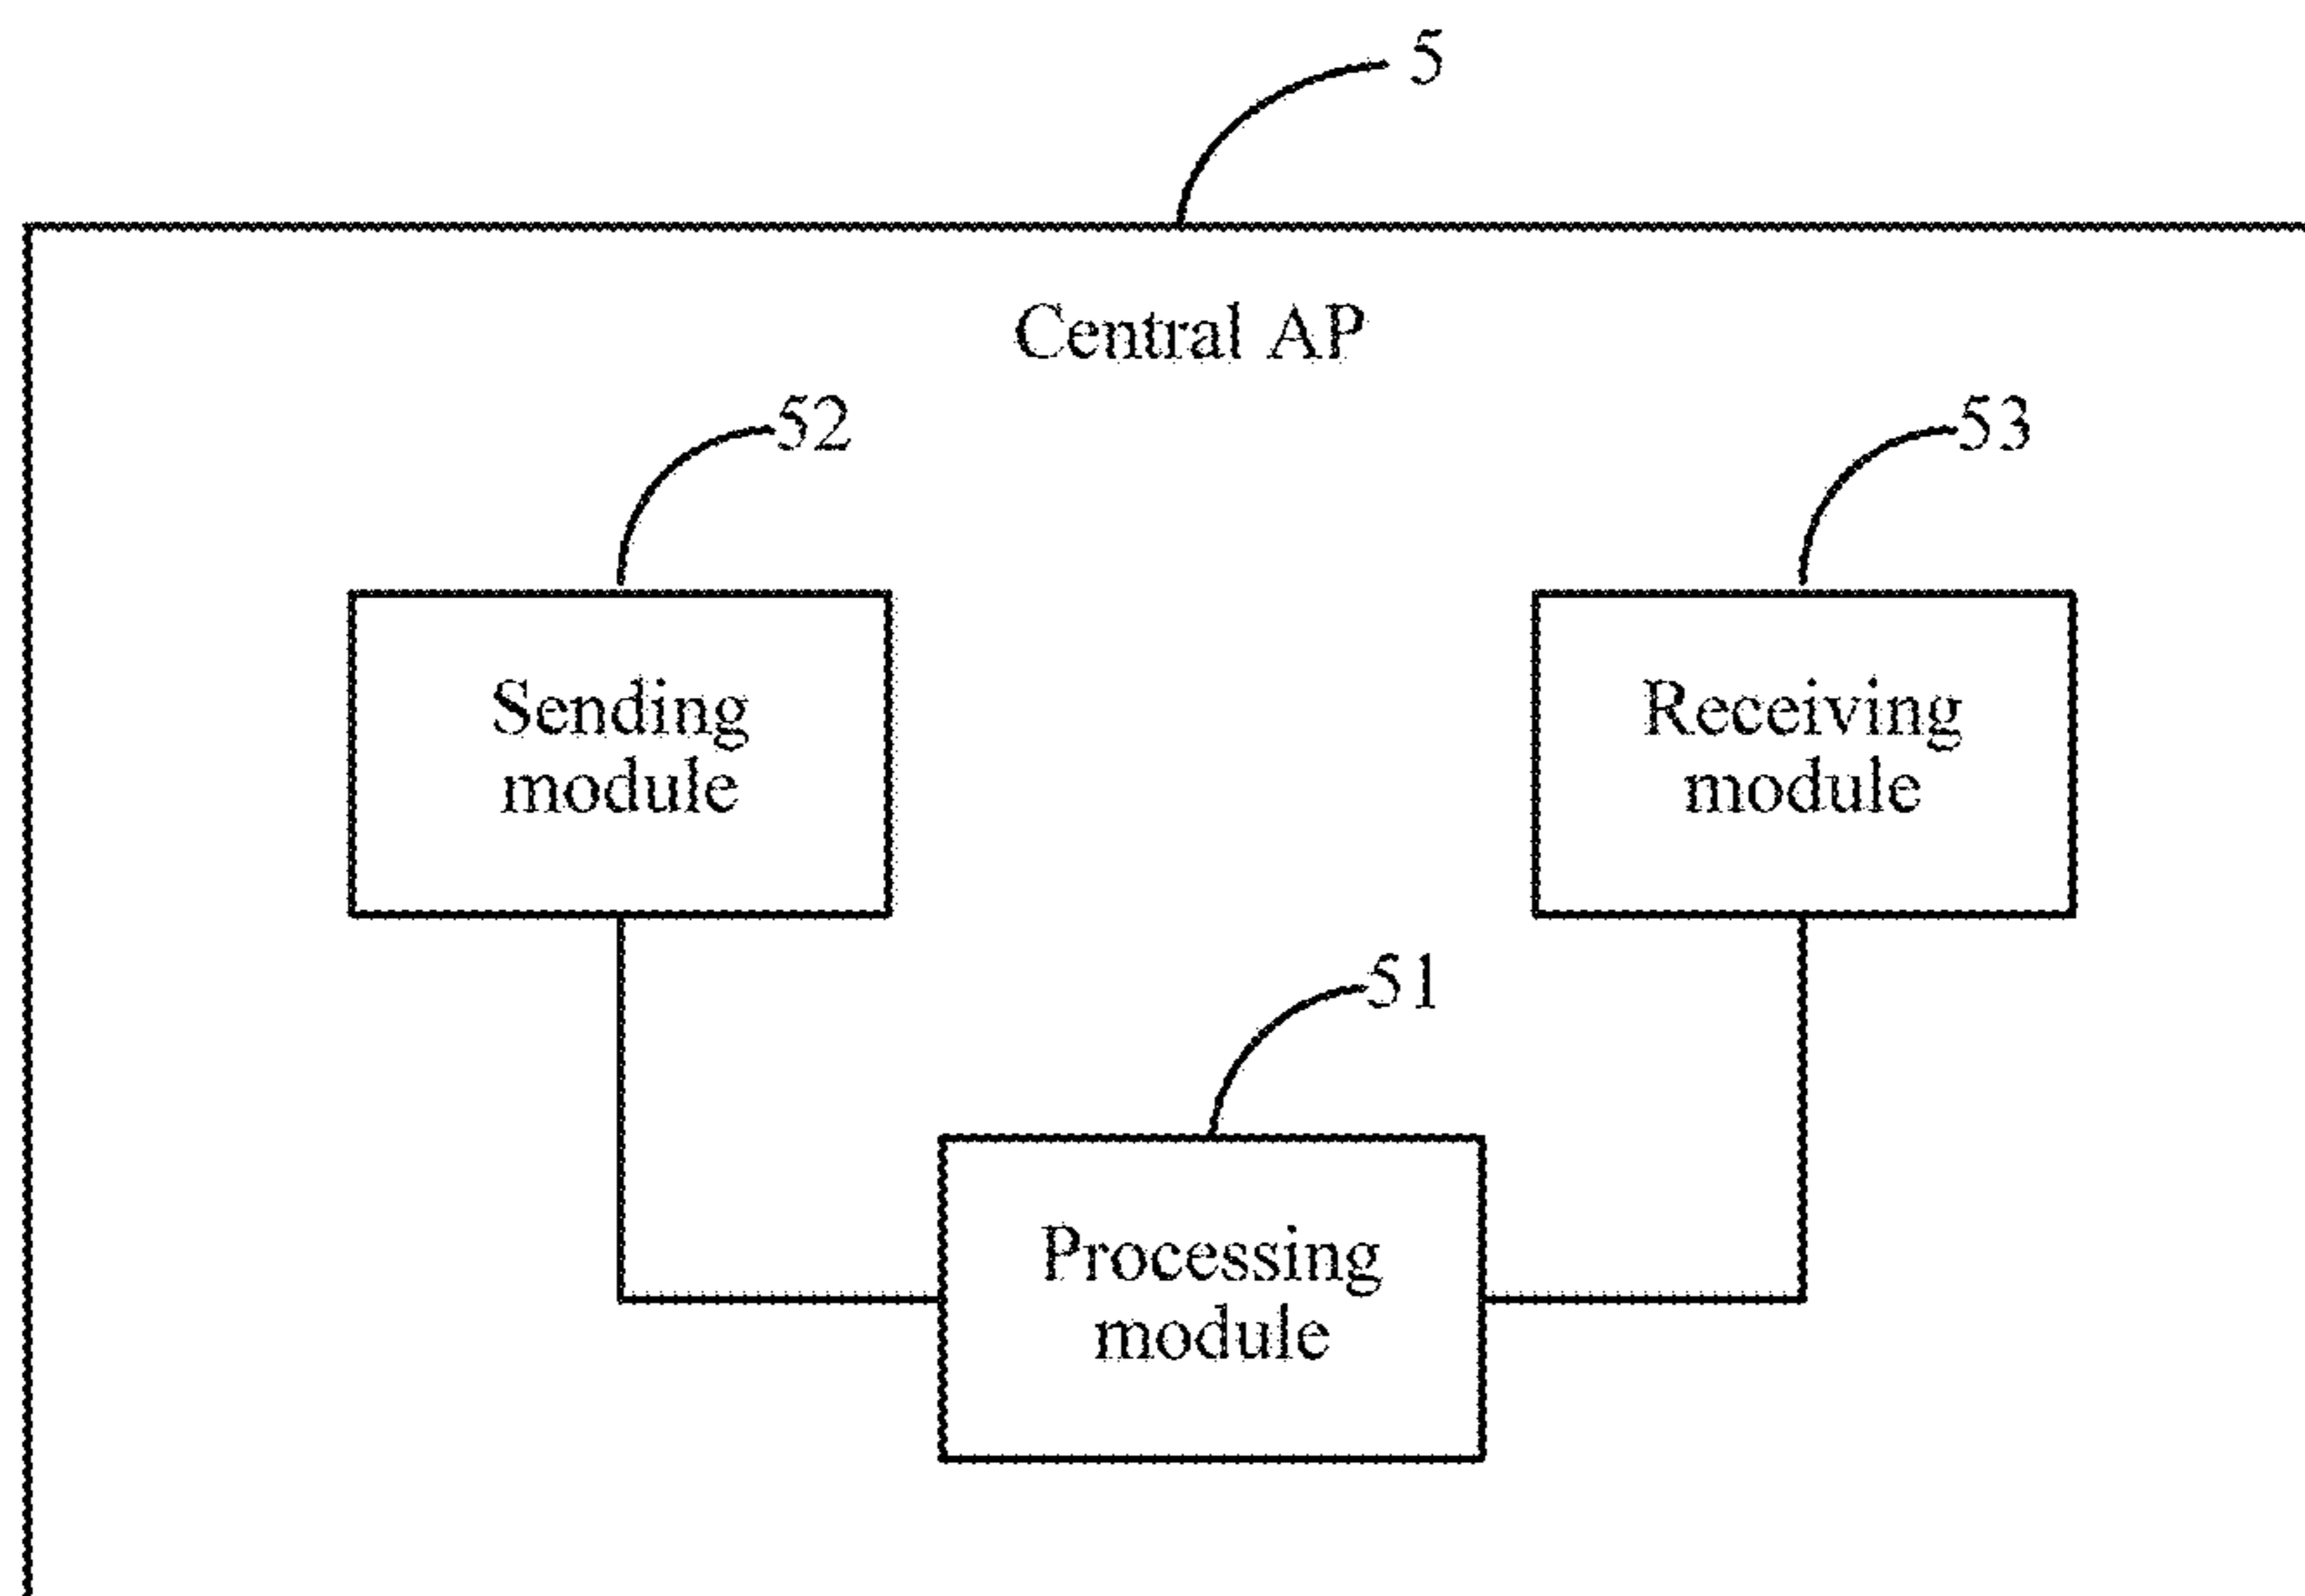 5
Central AP
52
53
Sending
module
Receiving
module
51
Processing
module